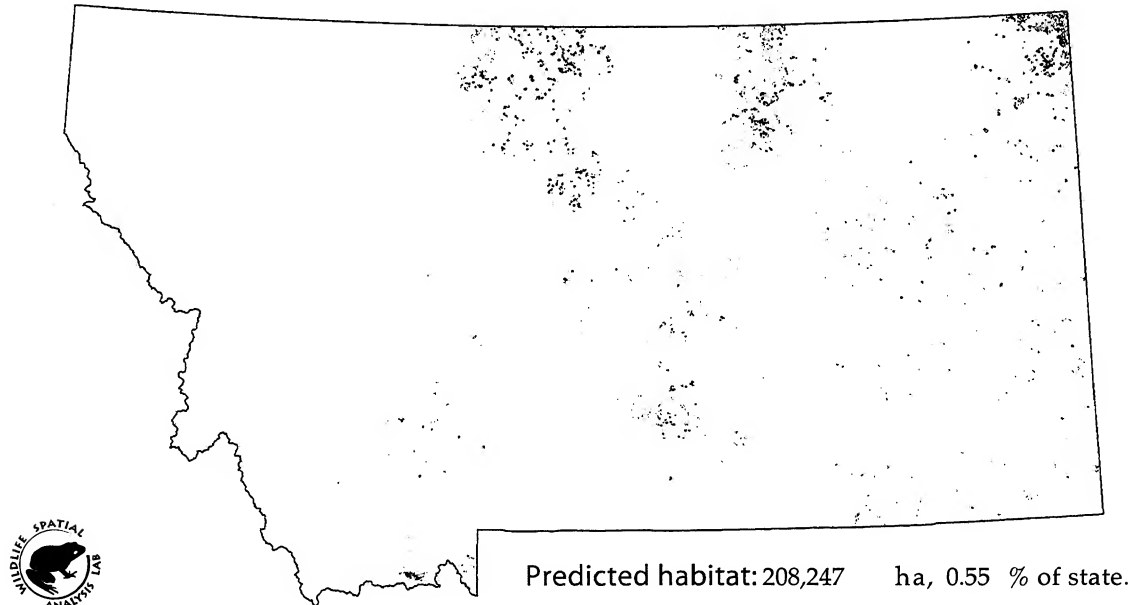 WILDLIFE SPATIAL ANALYSIS LAB
Predicted habitat: 208,247 ha, 0.55 % of state.